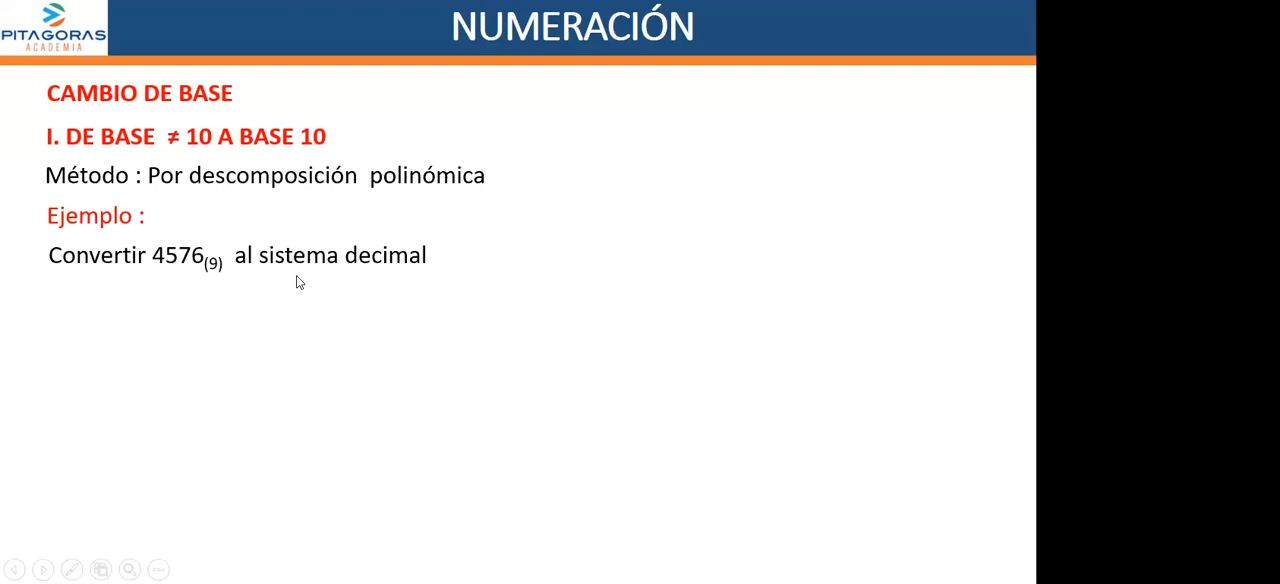 PITAGORAS
ACADEMIA
NUMERACIÓN
CAMBIO DE BASE
I. DE BASE ≠ 10 A BASE 10
Método : Por descomposición polinómica
Ejemplo :
Convertir 4576(9) al sistema decimal